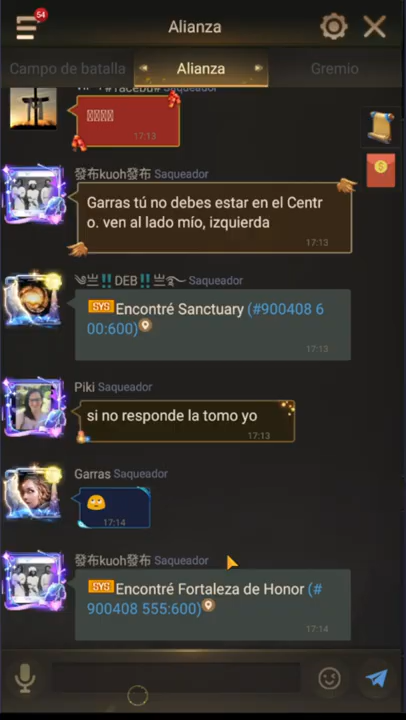 54
Alianza
Campo de batalla
Alianza
Gremio
Saqueador
17:13
發布kuoh發布 Saqueador
Garras tú no debes estar en el Centr
o. ven al lado mío, izquierda
17:13
DEB Saqueador
SYS Encontré Sanctuary (#900408 6
00:600)
17:13
Piki Saqueador
si no responde la tomo yo
17:13
Garras Saqueador
17:14
發布kuoh發布 Saqueador
SYS Encontré Fortaleza de Honor (#
900408 555:600)
17:14